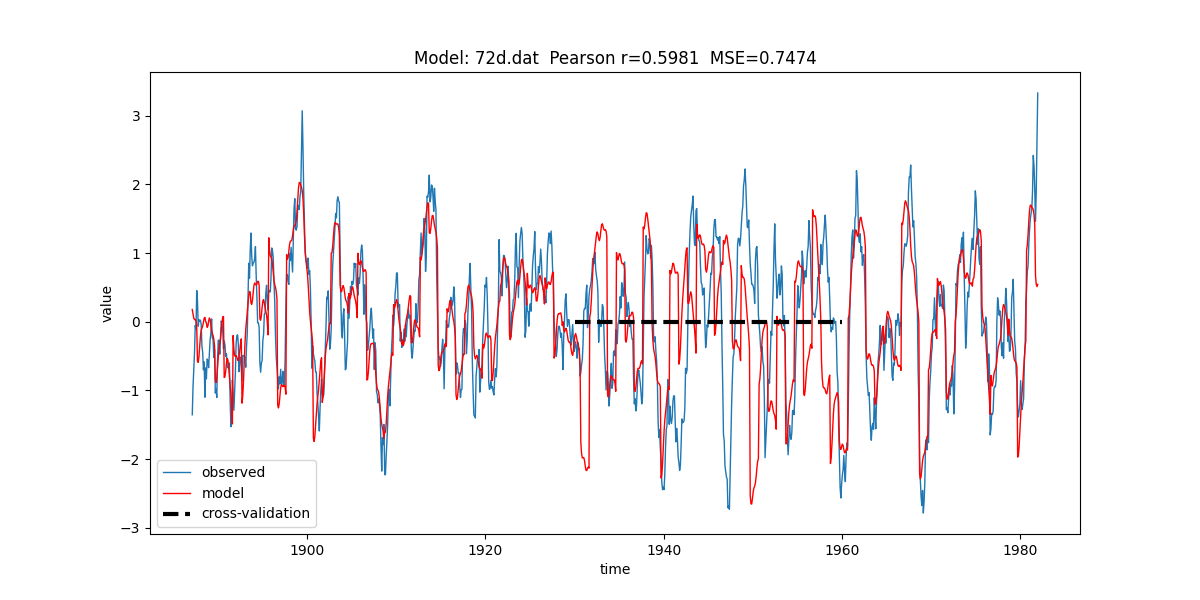 Model: 72d.dat  Pearson r=0.5981  MSE=0.7474
value
3
2
1
0
−1
−2
−3
observed
model
cross-validation
1900
1920
1940
1960
1980
time